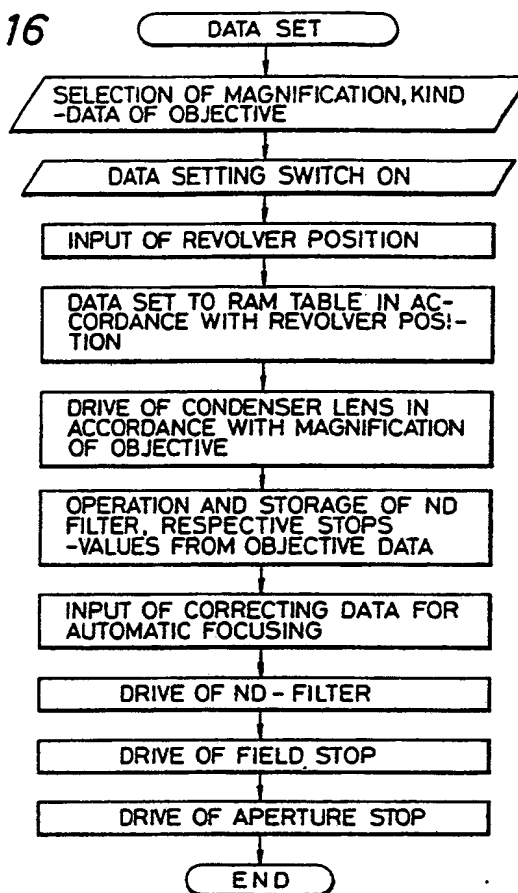 16
DATA SET
SELECTION OF MAGNIFICATION, KIND
-DATA OF OBJECTIVE
DATA SETTING SWITCH ON
INPUT OF REVOLVER POSITION
DATA SET TO RAM TABLE IN AC-
CORDANCE WITH REVOLVER POSI-
TION
DRIVE OF CONDENSER LENS IN
ACCORDANCE WITH MAGNIFICATION
OF OBJECTIVE
OPERATION AND STORAGE OF ND
FILTER, RESPECTIVE STOPS
-VALUES FROM OBJECTIVE DATA
INPUT OF CORRECTING DATA FOR
AUTOMATIC FOCUSING
DRIVE OF ND-FILTER
DRIVE OF FIELD STOP
DRIVE OF APERTURE STOP
END